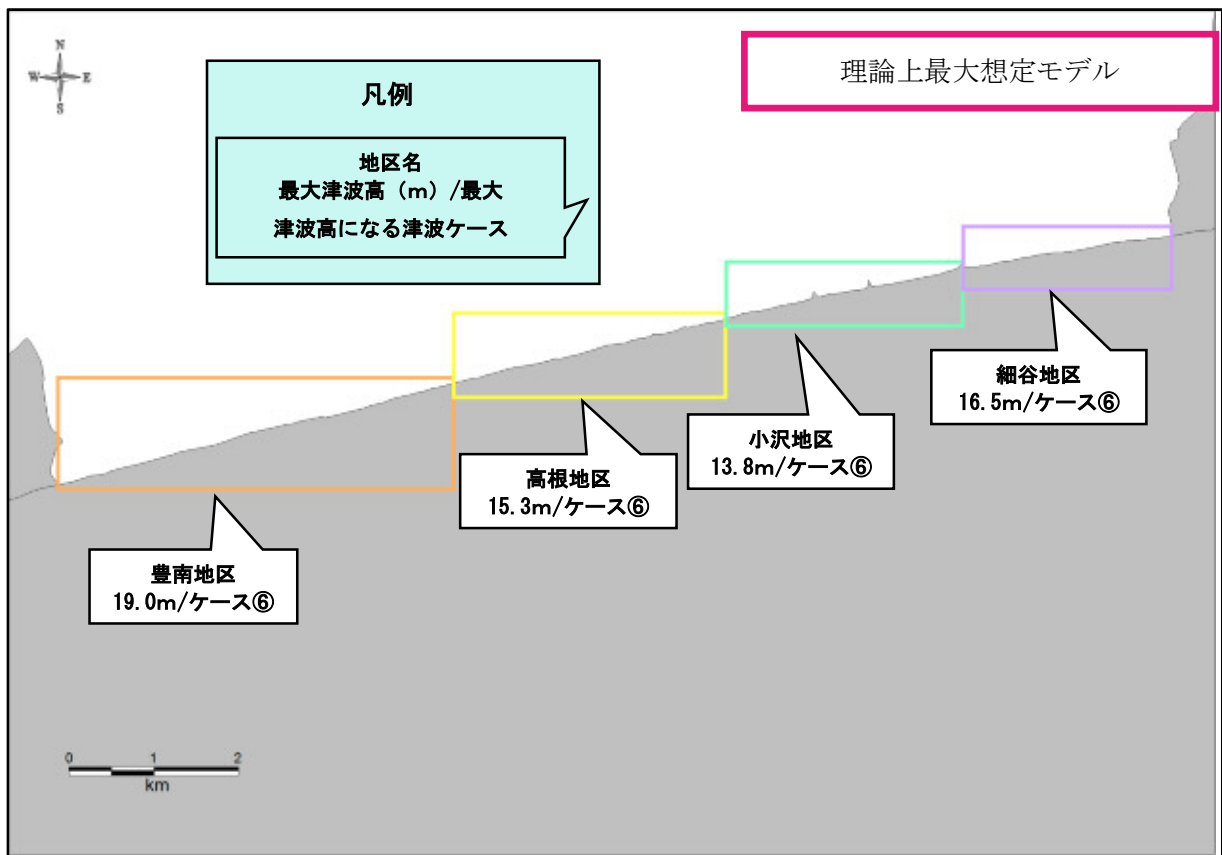 N
W E
S
理論上最大想定モデル
凡例
地区名
最大津波高（m）/最大
津波高になる津波ケース
細谷地区
16.5m/ケース⑥
小沢地区
13.8m/ケース⑥
高根地区
15.3m/ケース⑥
豊南地区
19.0m/ケース⑥
0 1 2
km